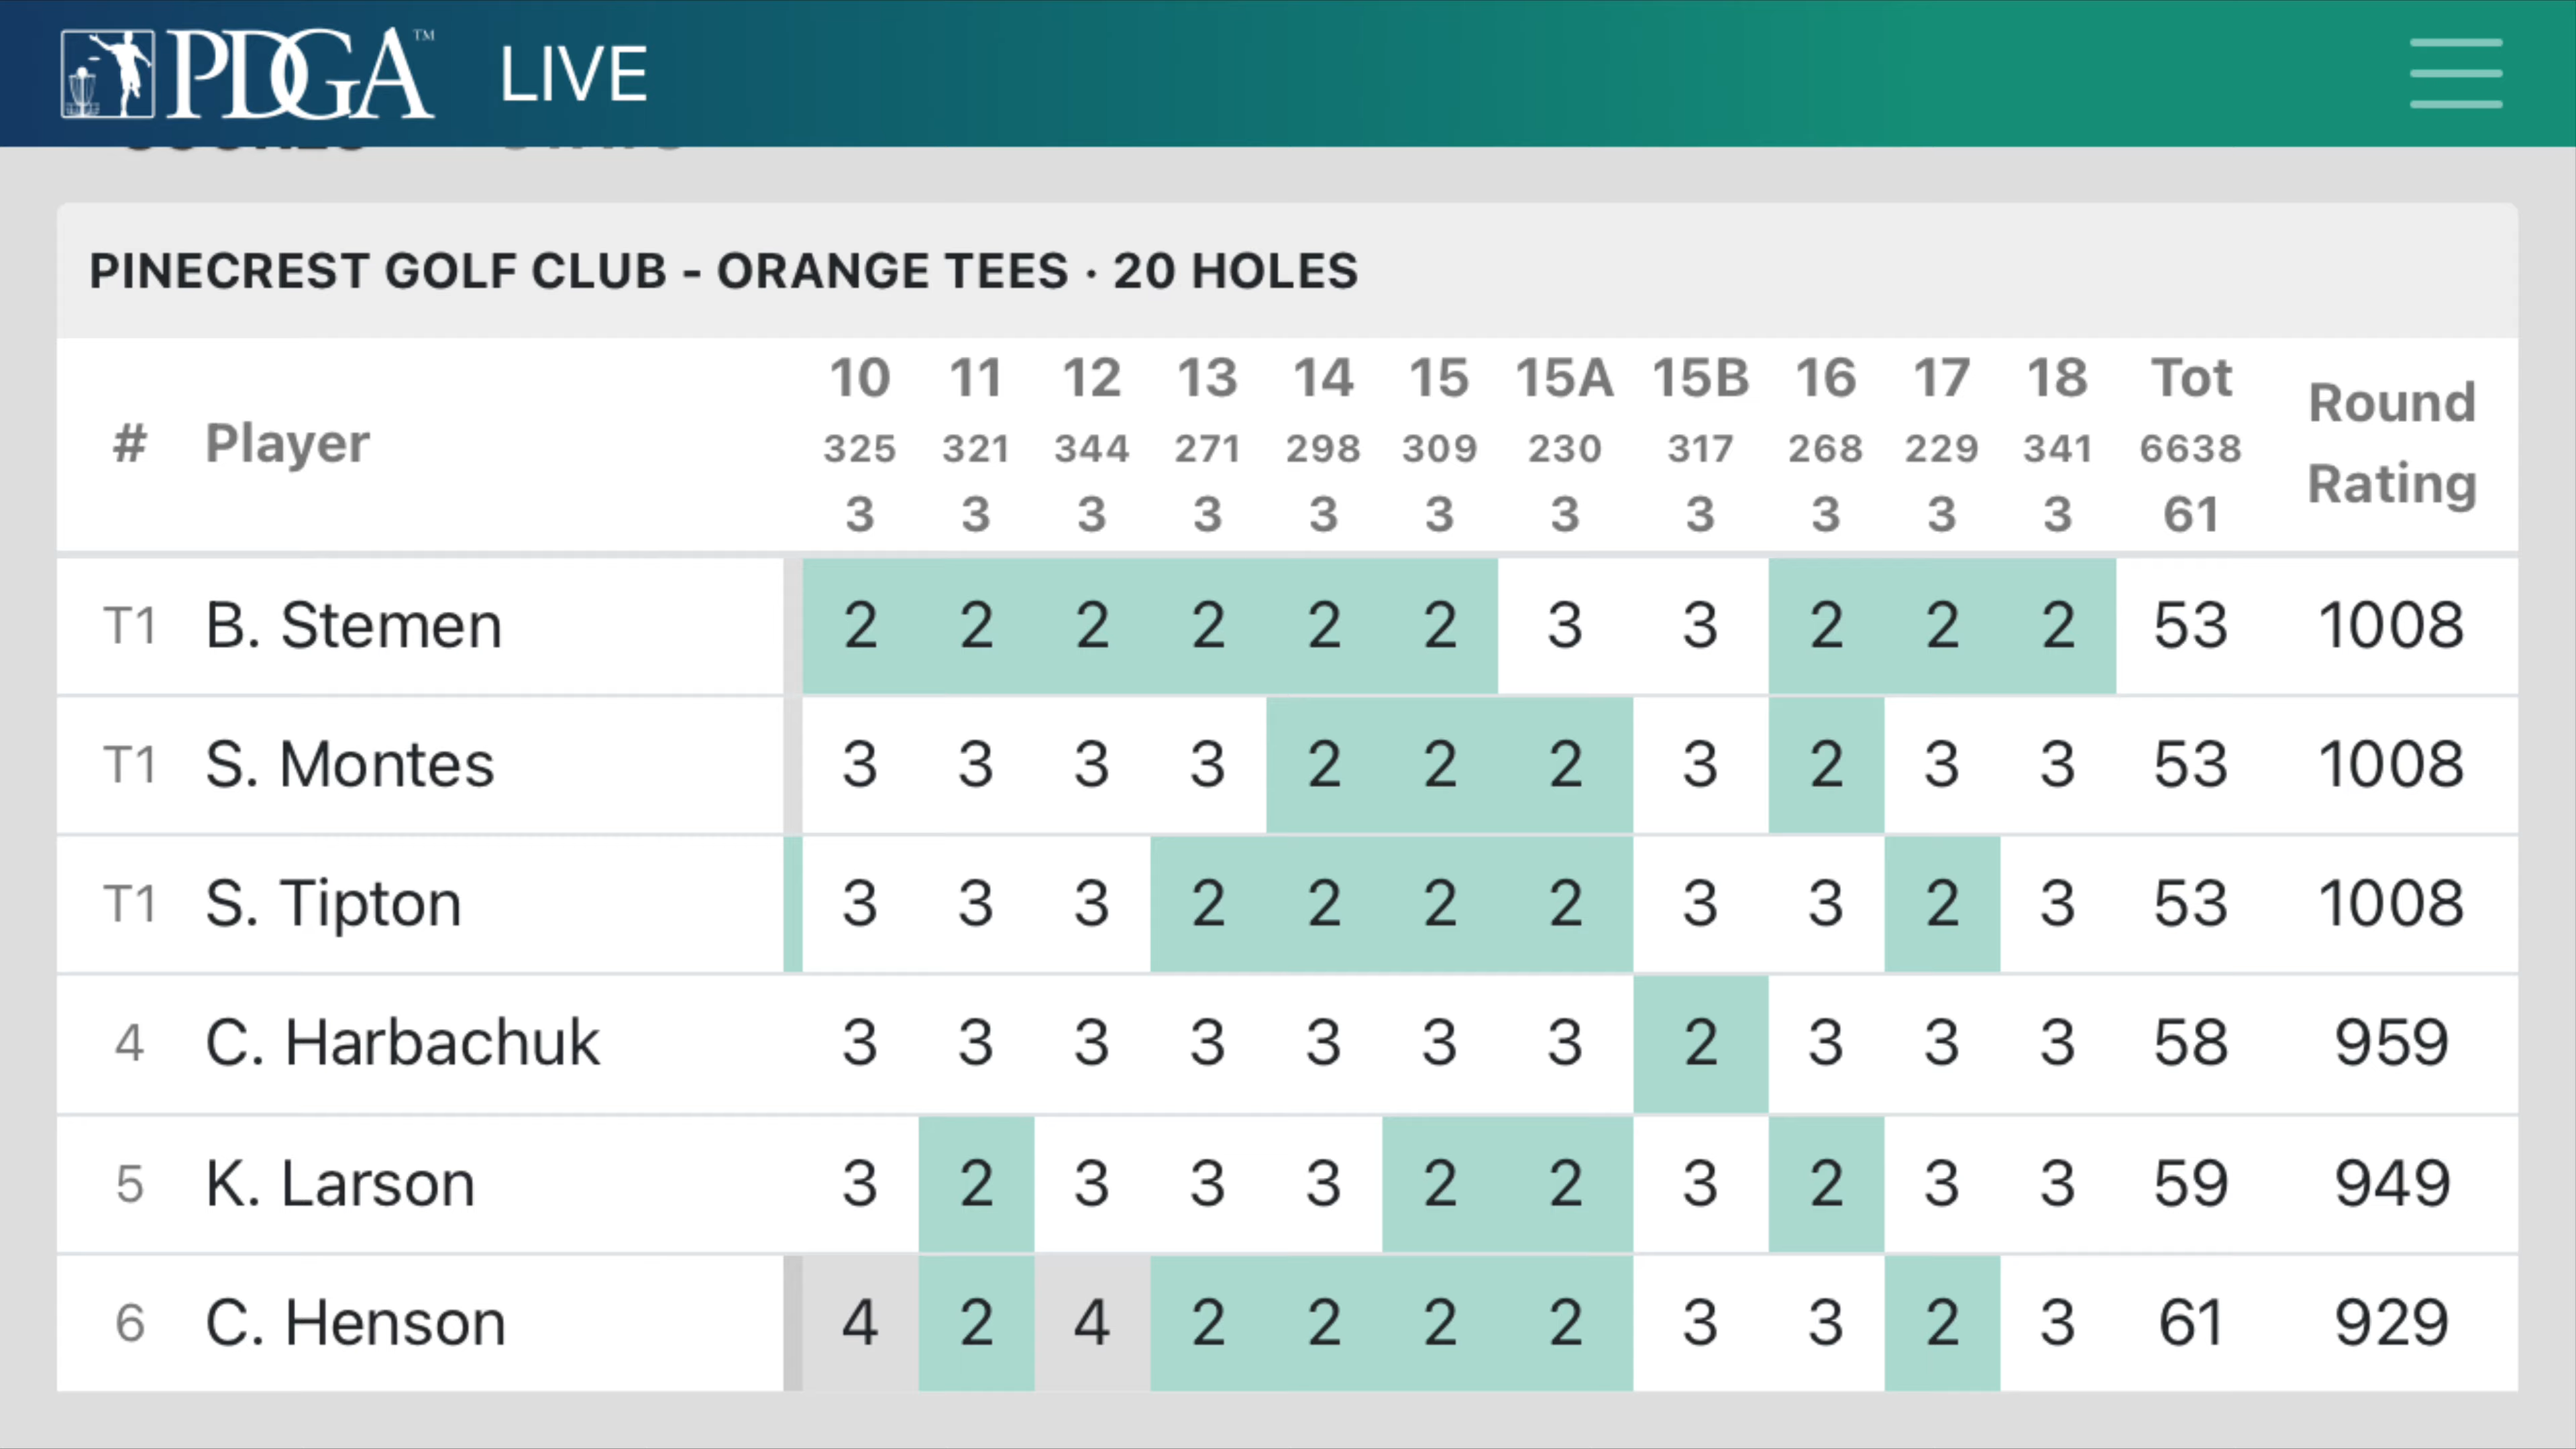 PDGA™ LIVE
PINECREST GOLF CLUB - ORANGE TEES · 20 HOLES
# Player 10 11 12 13 14 15 15A 15B 16 17 18 Tot Round Rating
325 321 344 271 298 309 230 317 268 229 341 6638
3 3 3 3 3 3 3 3 3 3 3 61
T1 B. Stemen 2 2 2 2 2 2 3 3 2 2 2 53 1008
T1 S. Montes 3 3 3 3 2 2 2 3 2 3 3 53 1008
T1 S. Tipton 3 3 3 2 2 2 2 3 3 2 3 53 1008
4 C. Harbachuk 3 3 3 3 3 3 3 2 3 3 3 58 959
5 K. Larson 3 2 3 3 3 2 2 3 2 3 3 59 949
6 C. Henson 4 2 4 2 2 2 2 3 3 2 3 61 929